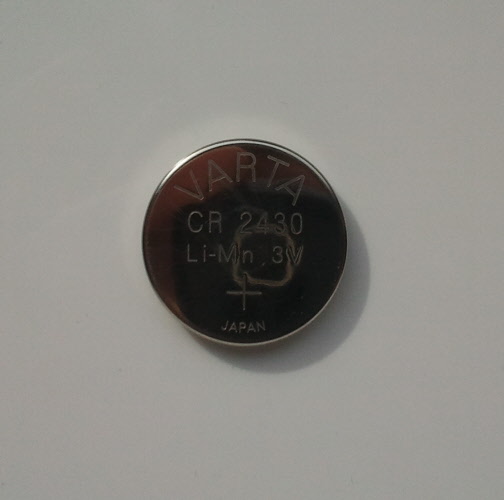 VARTA
CR 2430
Li-Mn 3V
+
JAPAN